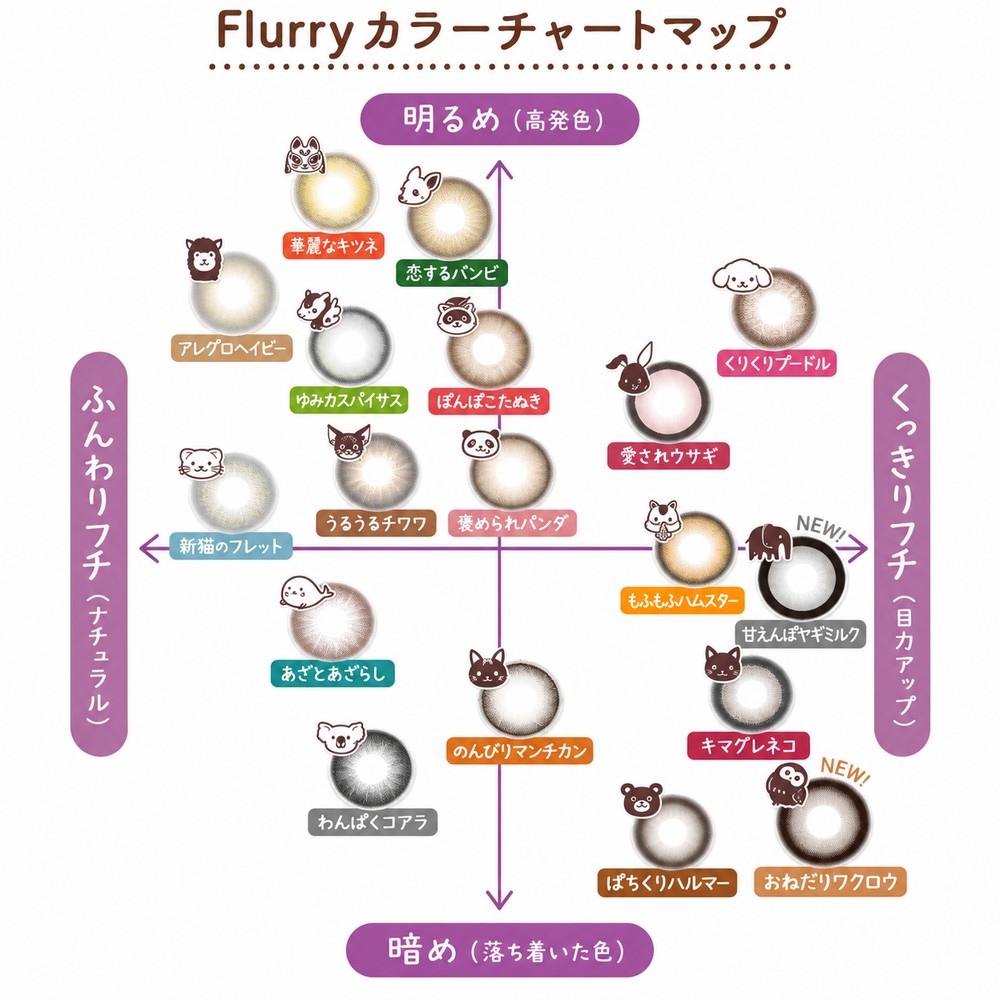 Flurryカラーチャートマップ
明るめ（高発色）
華麗なキツネ
恋するバンビ
アレグロヘイビー
くりくりプードル
ゆみカスパイサス
ぽんぽこたぬき
愛されウサギ
ふんわりフチ（ナチュラル）
くっきりフチ（目力アップ）
うるうるチワワ
褒められパンダ
新猫のフレット
NEW!
もふもふハムスター
甘えんぼヤギミルク
あざとあざらし
のんびりマンチカン
キマグレネコ
NEW!
わんぱくコアラ
ぱちくりハルマー
おねだりワクロウ
暗め（落ち着いた色）